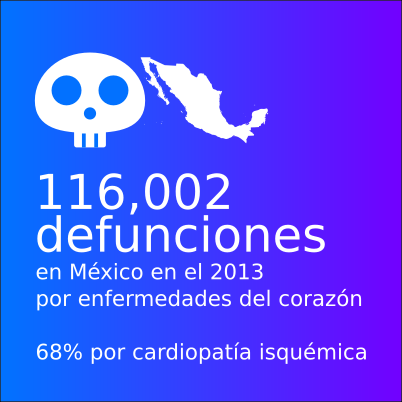 116,002
defunciones
en México en el 2013
por enfermedades del corazón
68% por cardiopatía isquémica